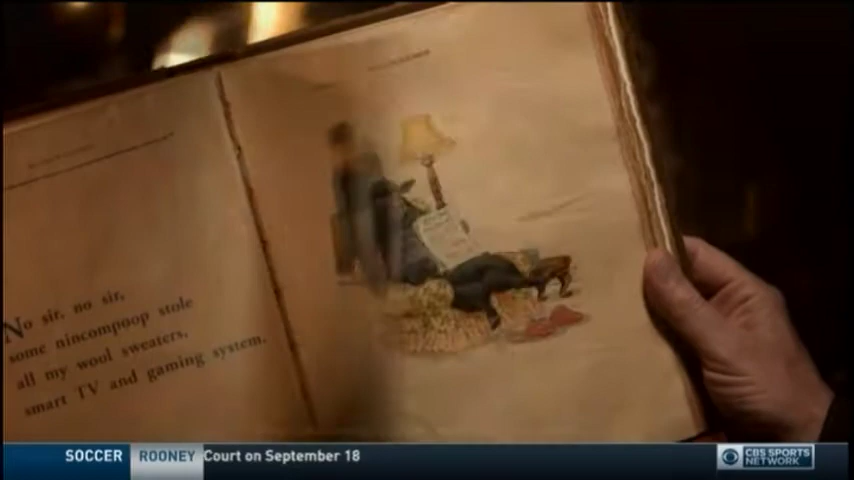 No sir, no sir,
some nincompoop stole
all my wool sweaters,
smart TV and gaming system.
SOCCER
ROONEY
Court on September 18
CBS SPORTS
NETWORK